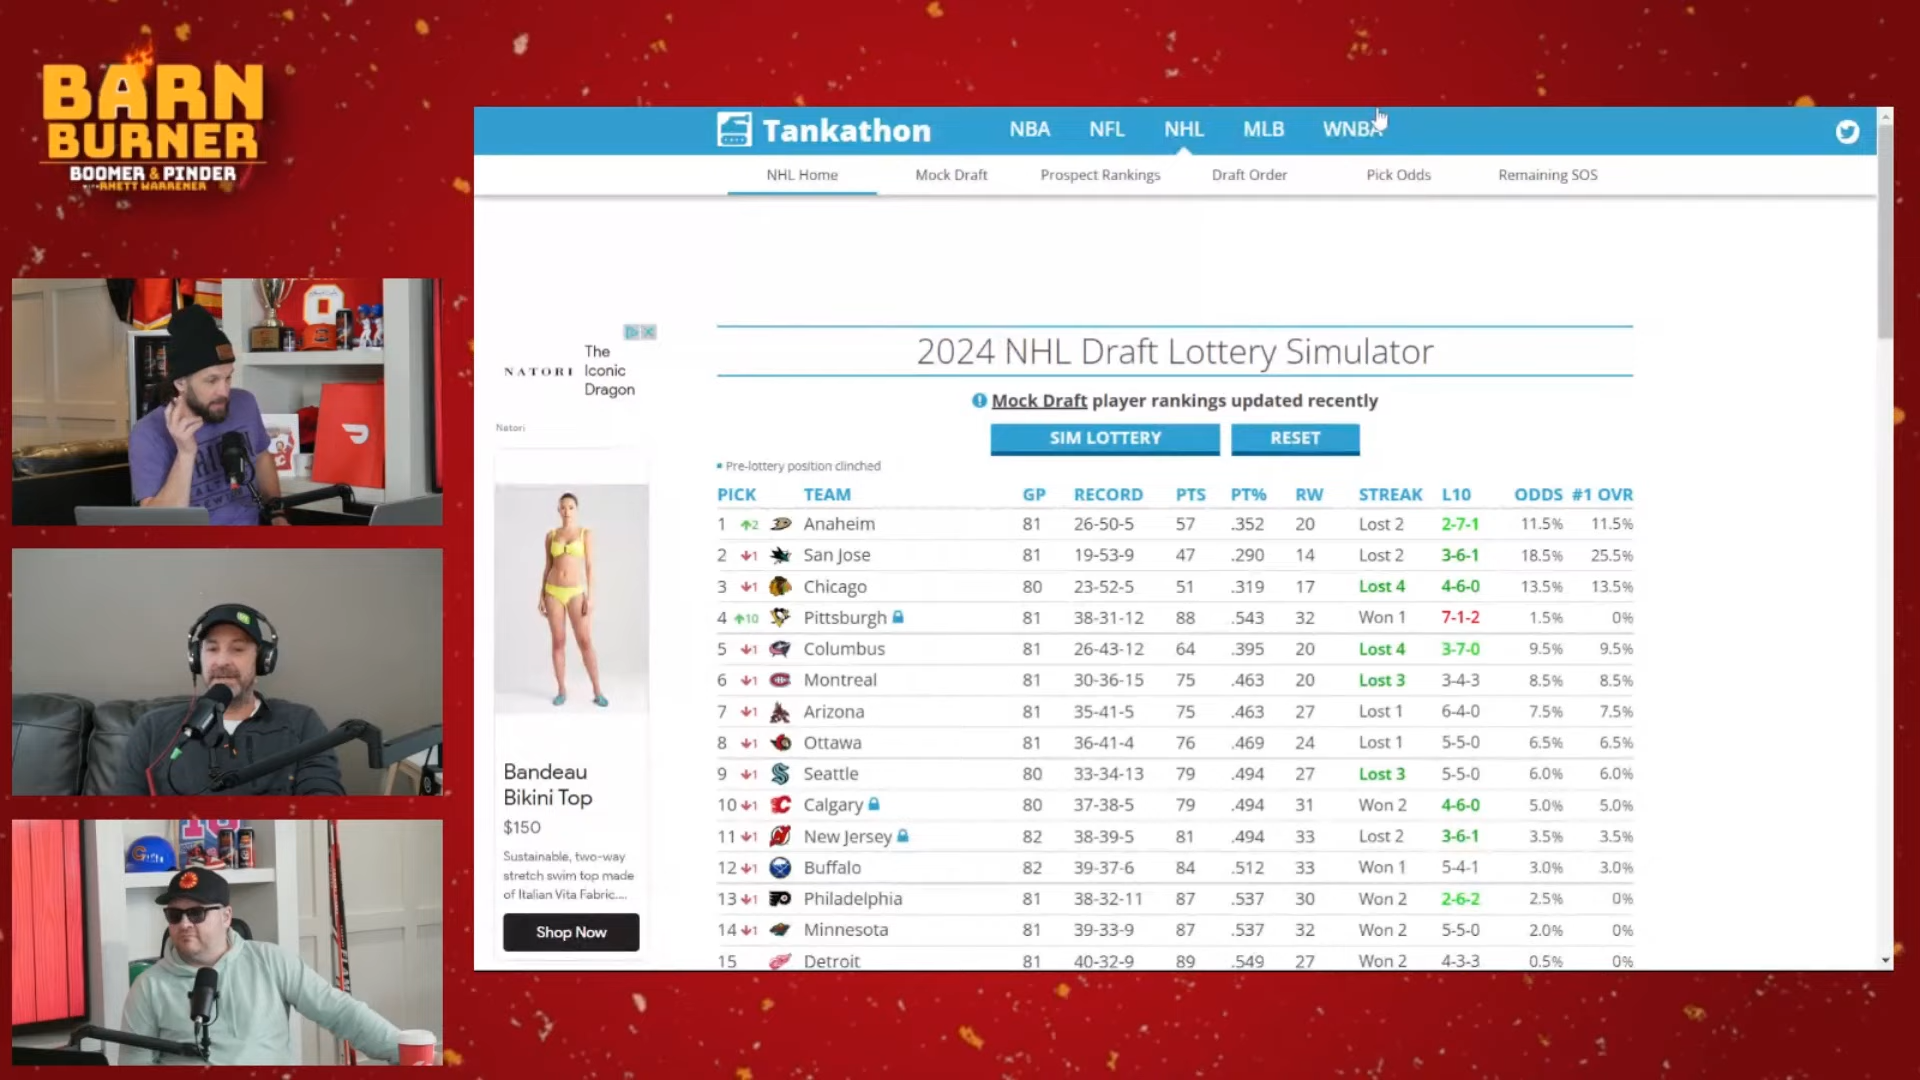 BARN
BURNER
BOOMER & PINDER
WITH RHETT WARRENER
Tankathon
NBA NFL NHL MLB WNBA
NHL Home Mock Draft Prospect Rankings Draft Order Pick Odds Remaining SOS
NATORI
The
Iconic
Dragon
Natori
2024 NHL Draft Lottery Simulator
Mock Draft player rankings updated recently
SIM LOTTERY RESET
Pre-lottery position clinched
PICK TEAM GP RECORD PTS PT% RW STREAK L10 ODDS #1 OVR
1 ↑2 Anaheim 81 26-50-5 57 .352 20 Lost 2 2-7-1 11.5% 11.5%
2 ↓1 San Jose 81 19-53-9 47 .290 14 Lost 2 3-6-1 18.5% 25.5%
3 ↓1 Chicago 80 23-52-5 51 .319 17 Lost 4 4-6-0 13.5% 13.5%
4 ↑10 Pittsburgh 81 38-31-12 88 .543 32 Won 1 7-1-2 1.5% 0%
5 ↓1 Columbus 81 26-43-12 64 .395 20 Lost 4 3-7-0 9.5% 9.5%
6 ↓1 Montreal 81 30-36-15 75 .463 20 Lost 3 3-4-3 8.5% 8.5%
7 ↓1 Arizona 81 35-41-5 75 .463 27 Lost 1 6-4-0 7.5% 7.5%
8 ↓1 Ottawa 81 36-41-4 76 .469 24 Lost 1 5-5-0 6.5% 6.5%
9 ↓1 Seattle 80 33-34-13 79 .494 27 Lost 3 5-5-0 6.0% 6.0%
10 ↓1 Calgary 80 37-38-5 79 .494 31 Won 2 4-6-0 5.0% 5.0%
11 ↓1 New Jersey 82 38-39-5 81 .494 33 Lost 2 3-6-1 3.5% 3.5%
12 ↓1 Buffalo 82 39-37-6 84 .512 33 Won 1 5-4-1 3.0% 3.0%
13 ↓1 Philadelphia 81 38-32-11 87 .537 30 Won 2 2-6-2 2.5% 0%
14 ↓1 Minnesota 81 39-33-9 87 .537 32 Won 2 5-5-0 2.0% 0%
15 Detroit 81 40-32-9 89 .549 27 Won 2 4-3-3 0.5% 0%
Bandeau
Bikini Top
$150
Sustainable, two-way
stretch swim top made
of Italian Vita Fabric....
Shop Now